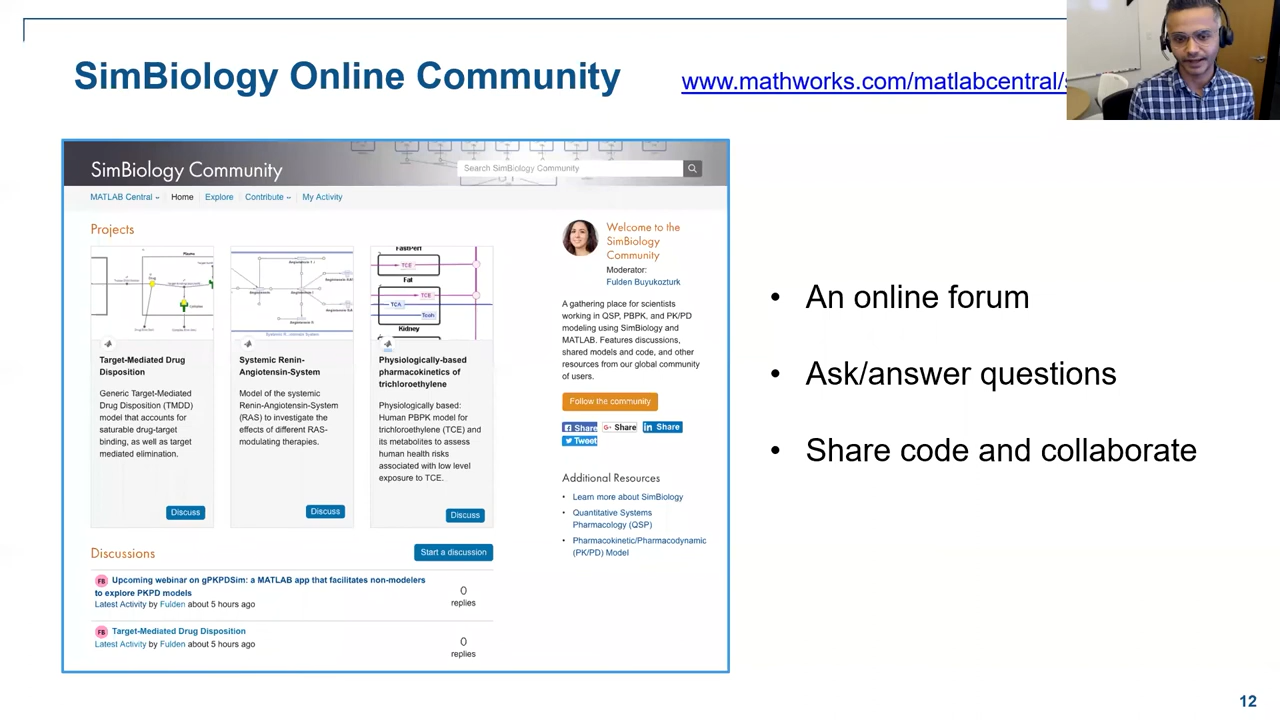 SimBiology Online Community
www.mathworks.com/matlabcentral/
SimBiology Community
Search SimBiology Community
MATLAB Central
Home
Explore
Contribute
My Activity
Projects
Target-Mediated Drug
Disposition
Generic Target-Mediated
Drug Disposition (TMDD)
model that accounts for
saturable drug-target
binding, as well as target
mediated elimination.
Discuss
Systemic Renin-
Angiotensin-System
Model of the systemic
Renin-Angiotensin-System
(RAS) to investigate the
effects of different RAS-
modulating therapies.
Discuss
TCE
Fat
TCE
TCA
Kidney
Physiologically-based
pharmacokinetics of
trichloroethylene
Physiologically based:
Human PBPK model for
trichloroethylene (TCE) and
its metabolites to assess
human health risks
associated with low level
exposure to TCE.
Discuss
Welcome to the
SimBiology
Community
Moderator:
Fulden Buyukozturk
A gathering place for scientists
working in QSP, PBPK, and PK/PD
modeling using SimBiology and
MATLAB. Features discussions,
shared models and code, and other
resources from our global community
of users.
Follow the community
Share
Share
Share
Tweet
Additional Resources
• Learn more about SimBiology
• Quantitative Systems
Pharmacology (QSP)
• Pharmacokinetic/Pharmacodynamic
(PK/PD) Model
Discussions
Start a discussion
FB Upcoming webinar on gPKPDSim: a MATLAB app that facilitates non-modelers
to explore PKPD models
Latest Activity by Fulden about 5 hours ago
0
replies
FB Target-Mediated Drug Disposition
Latest Activity by Fulden about 5 hours ago
0
replies
• An online forum
• Ask/answer questions
• Share code and collaborate
12